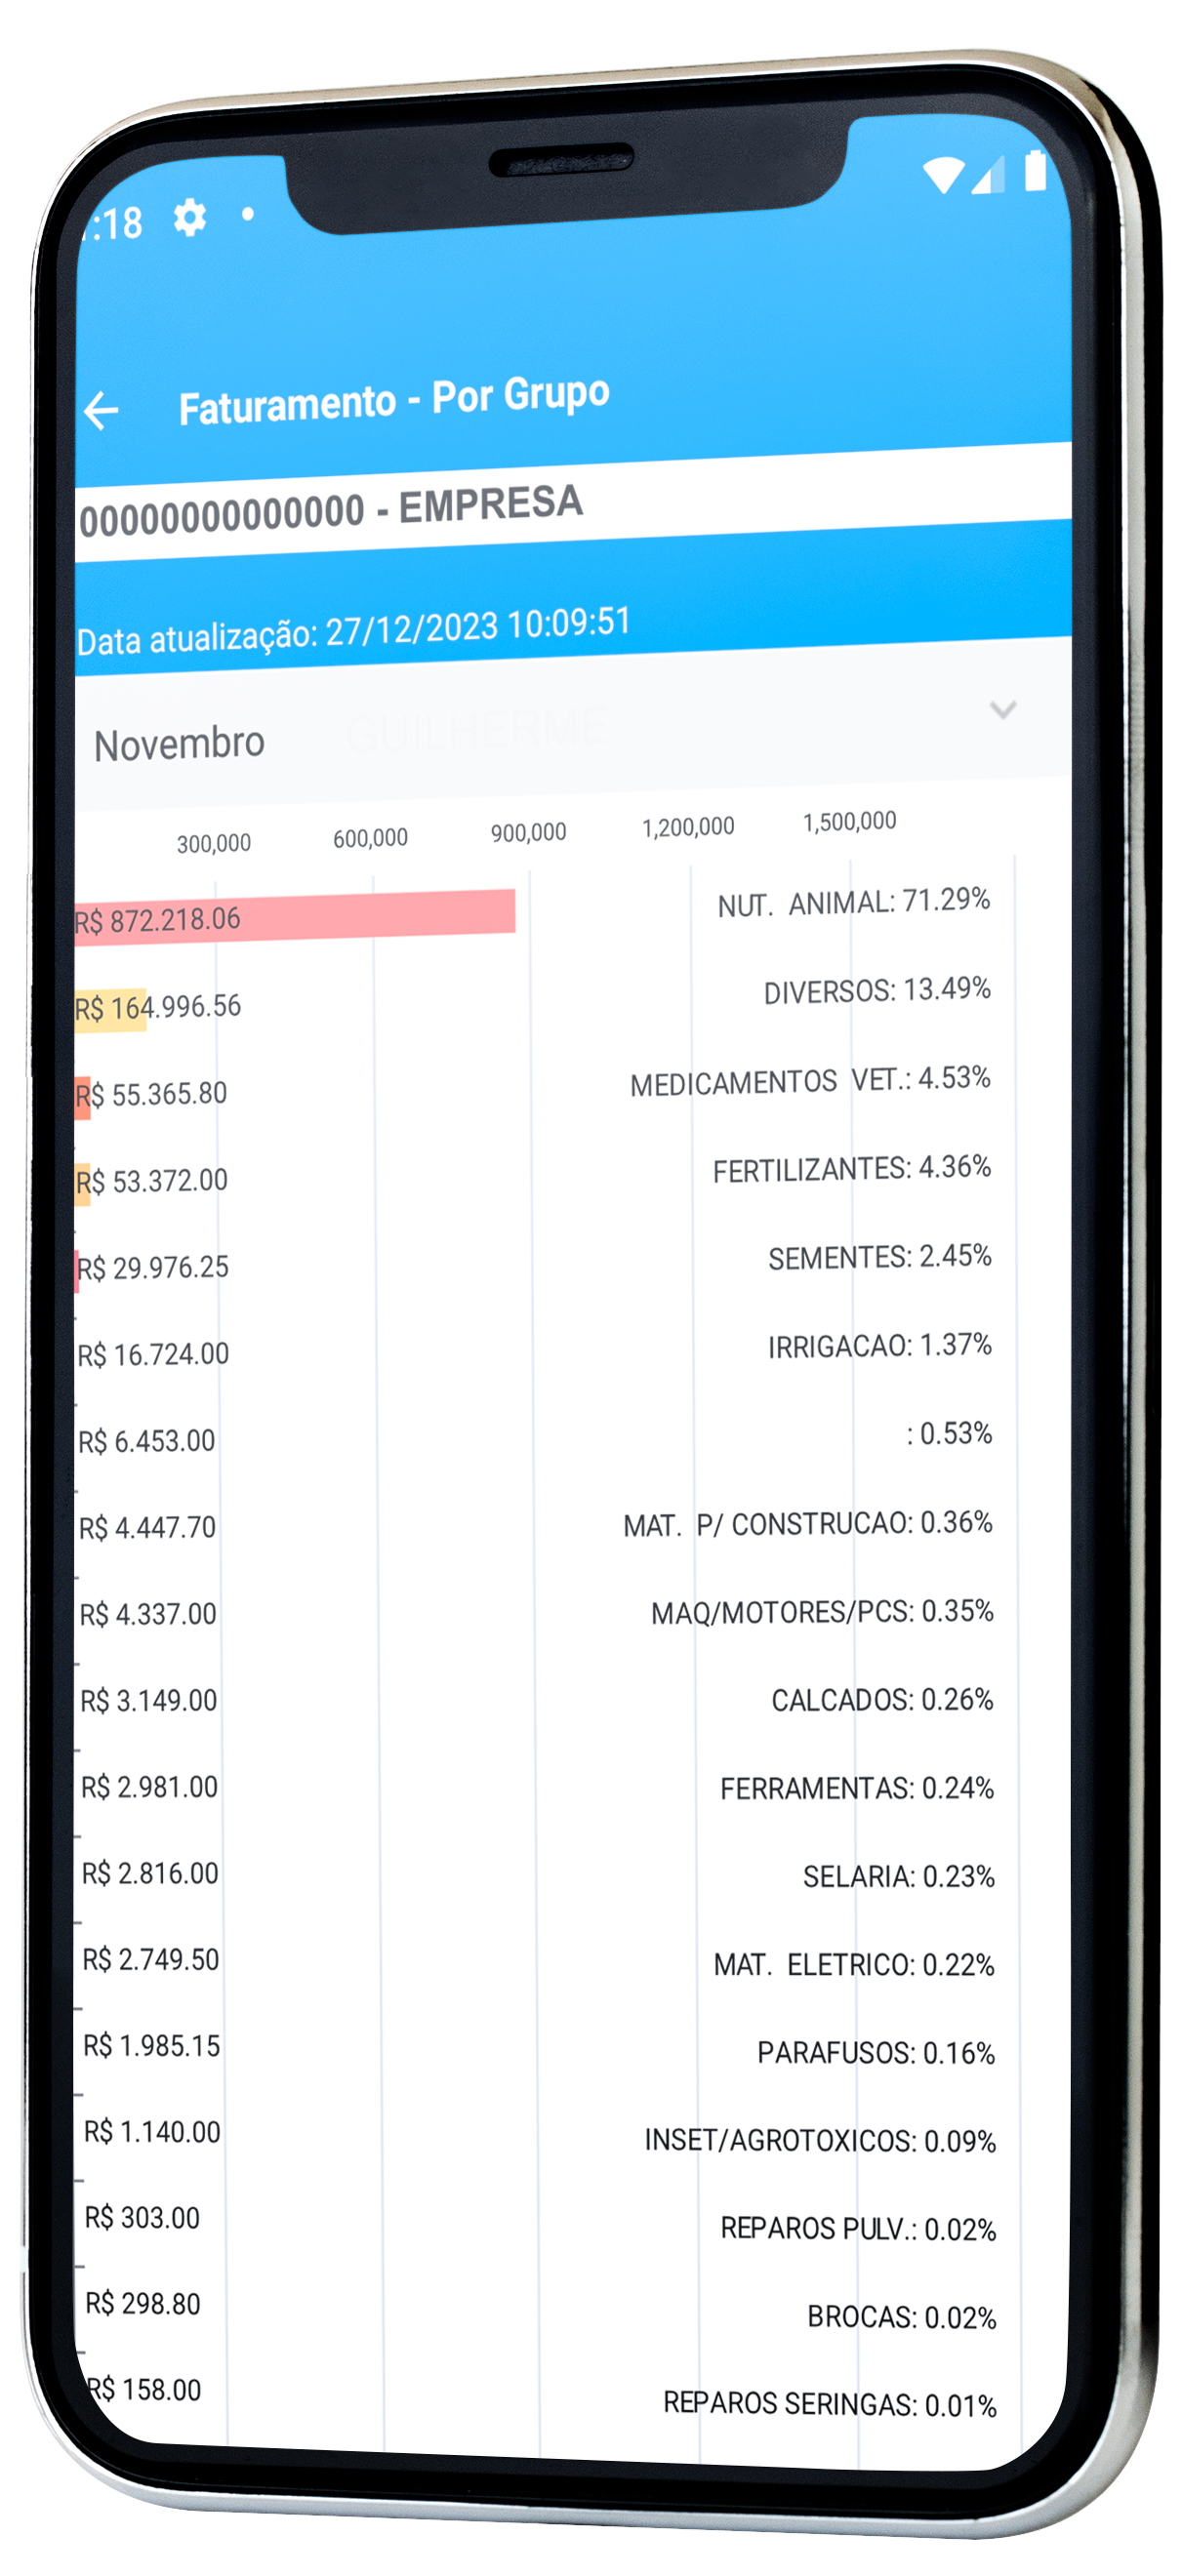 :18
Faturamento - Por Grupo
00000000000000 - EMPRESA
Data atualização: 27/12/2023 10:09:51
Novembro GUILHERME
300,000 600,000 900,000 1,200,000 1,500,000
R$ 872.218.06 NUT. ANIMAL: 71.29%
R$ 164.996.56 DIVERSOS: 13.49%
R$ 55.365.80 MEDICAMENTOS VET.: 4.53%
R$ 53.372.00 FERTILIZANTES: 4.36%
R$ 29.976.25 SEMENTES: 2.45%
R$ 16.724.00 IRRIGACAO: 1.37%
R$ 6.453.00 : 0.53%
R$ 4.447.70 MAT. P/ CONSTRUCAO: 0.36%
R$ 4.337.00 MAQ/MOTORES/PCS: 0.35%
R$ 3.149.00 CALCADOS: 0.26%
R$ 2.981.00 FERRAMENTAS: 0.24%
R$ 2.816.00 SELARIA: 0.23%
R$ 2.749.50 MAT. ELETRICO: 0.22%
R$ 1.985.15 PARAFUSOS: 0.16%
R$ 1.140.00 INSET/AGROTOXICOS: 0.09%
R$ 303.00 REPAROS PULV.: 0.02%
R$ 298.80 BROCAS: 0.02%
R$ 158.00 REPAROS SERINGAS: 0.01%